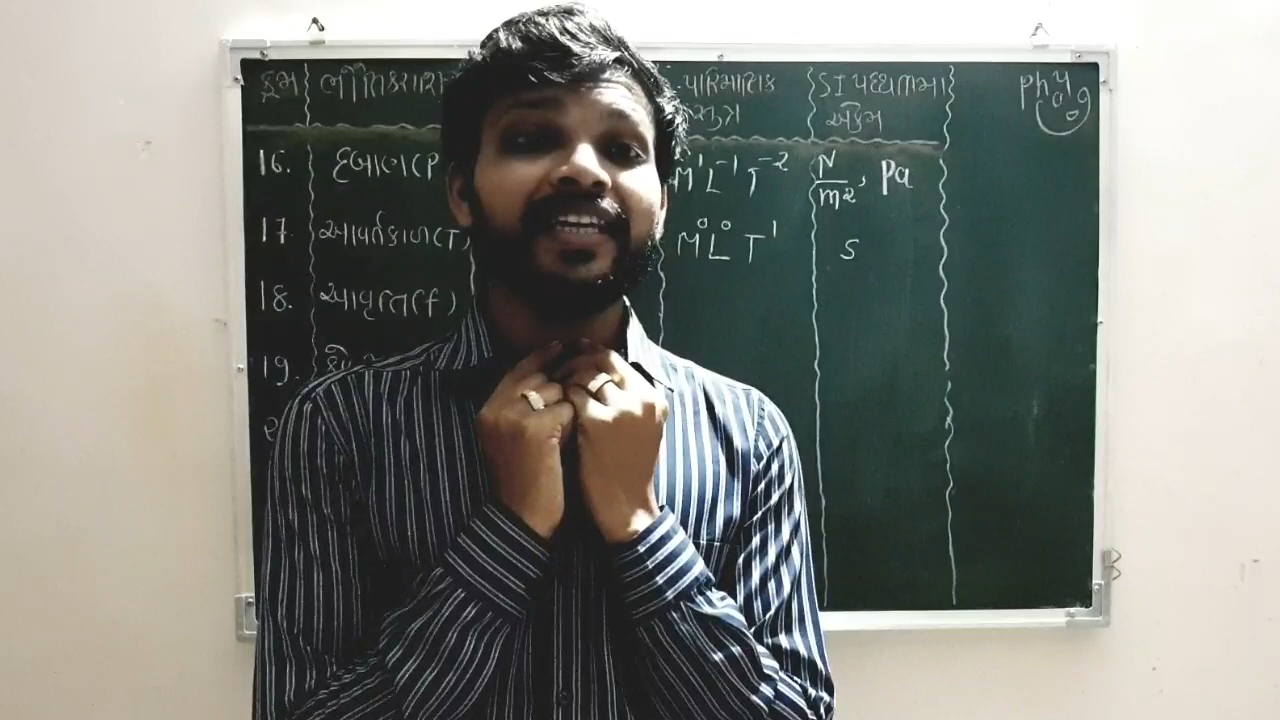 ક્રમ ભૌતિકરાશ પારિમાણિક SI પધ્ધતિમાં phy
સુત્ર એકમ
16. દબાણ(P M¹L⁻¹T⁻² N/m², Pa
17. આવર્તકાળ(T) M⁰L⁰T¹ s
18. આવૃત્તિ(f)
19.